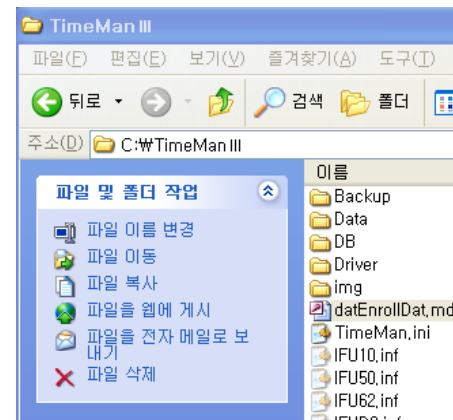 TimeManⅢ
파일(F) 편집(E) 보기(V) 즐겨찾기(A) 도구(T)
뒤로 검색 폴더
주소(D) C:₩TimeManⅢ
이름
파일 및 폴더 작업
파일 이름 변경
파일 이동
파일 복사
파일을 웹에 게시
파일을 전자 메일로 보
내기
파일 삭제
Backup
Data
DB
Driver
img
datEnrollDat,md
TimeMan,ini
IFU10,inf
IFU50,inf
IFU62,inf